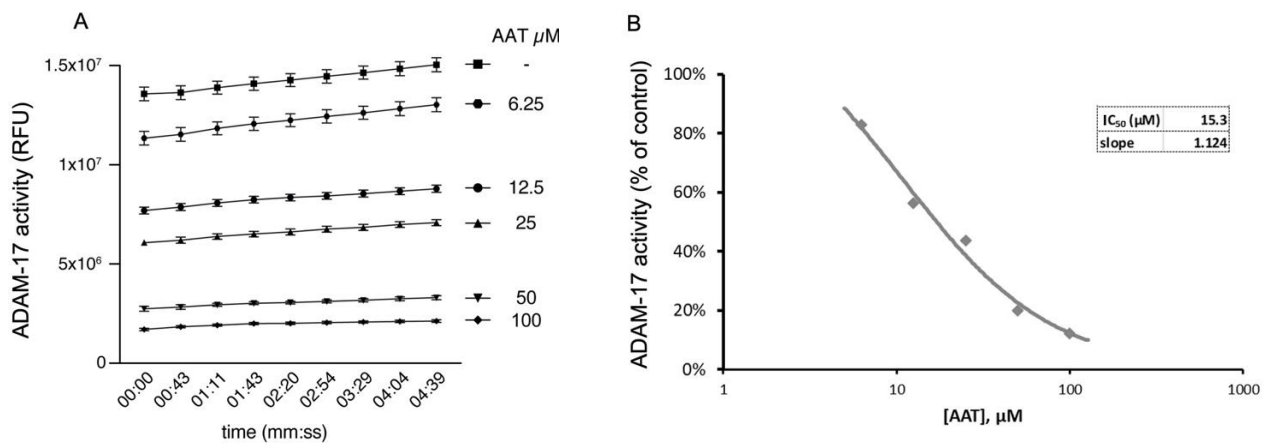 A
AAT µM
1.5x10⁷
1x10⁷
5x10⁶
0
ADAM-17 activity (RFU)
-
6.25
12.5
25
50
100
00:00
00:43
01:11
01:43
02:20
02:54
03:29
04:04
04:39
time (mm:ss)
B
100%
80%
60%
40%
20%
0%
ADAM-17 activity (% of control)
IC₅₀ (µM) 15.3
slope 1.124
1
10
100
1000
[AAT], µM